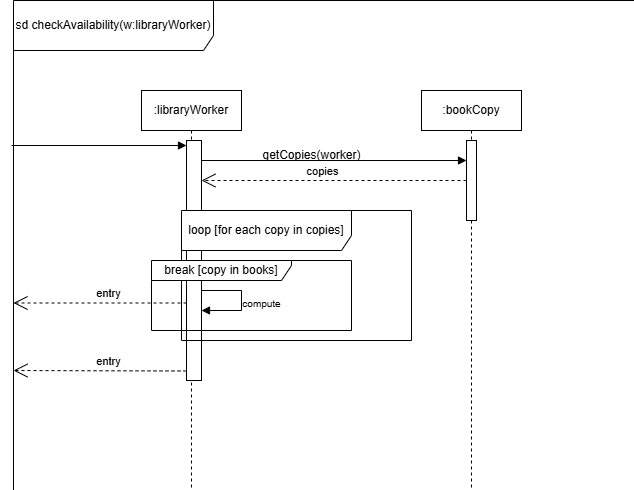 sd checkAvailability(w:libraryWorker)
:libraryWorker
:bookCopy
getCopies(worker)
copies
loop [for each copy in copies]
break [copy in books]
entry
compute
entry